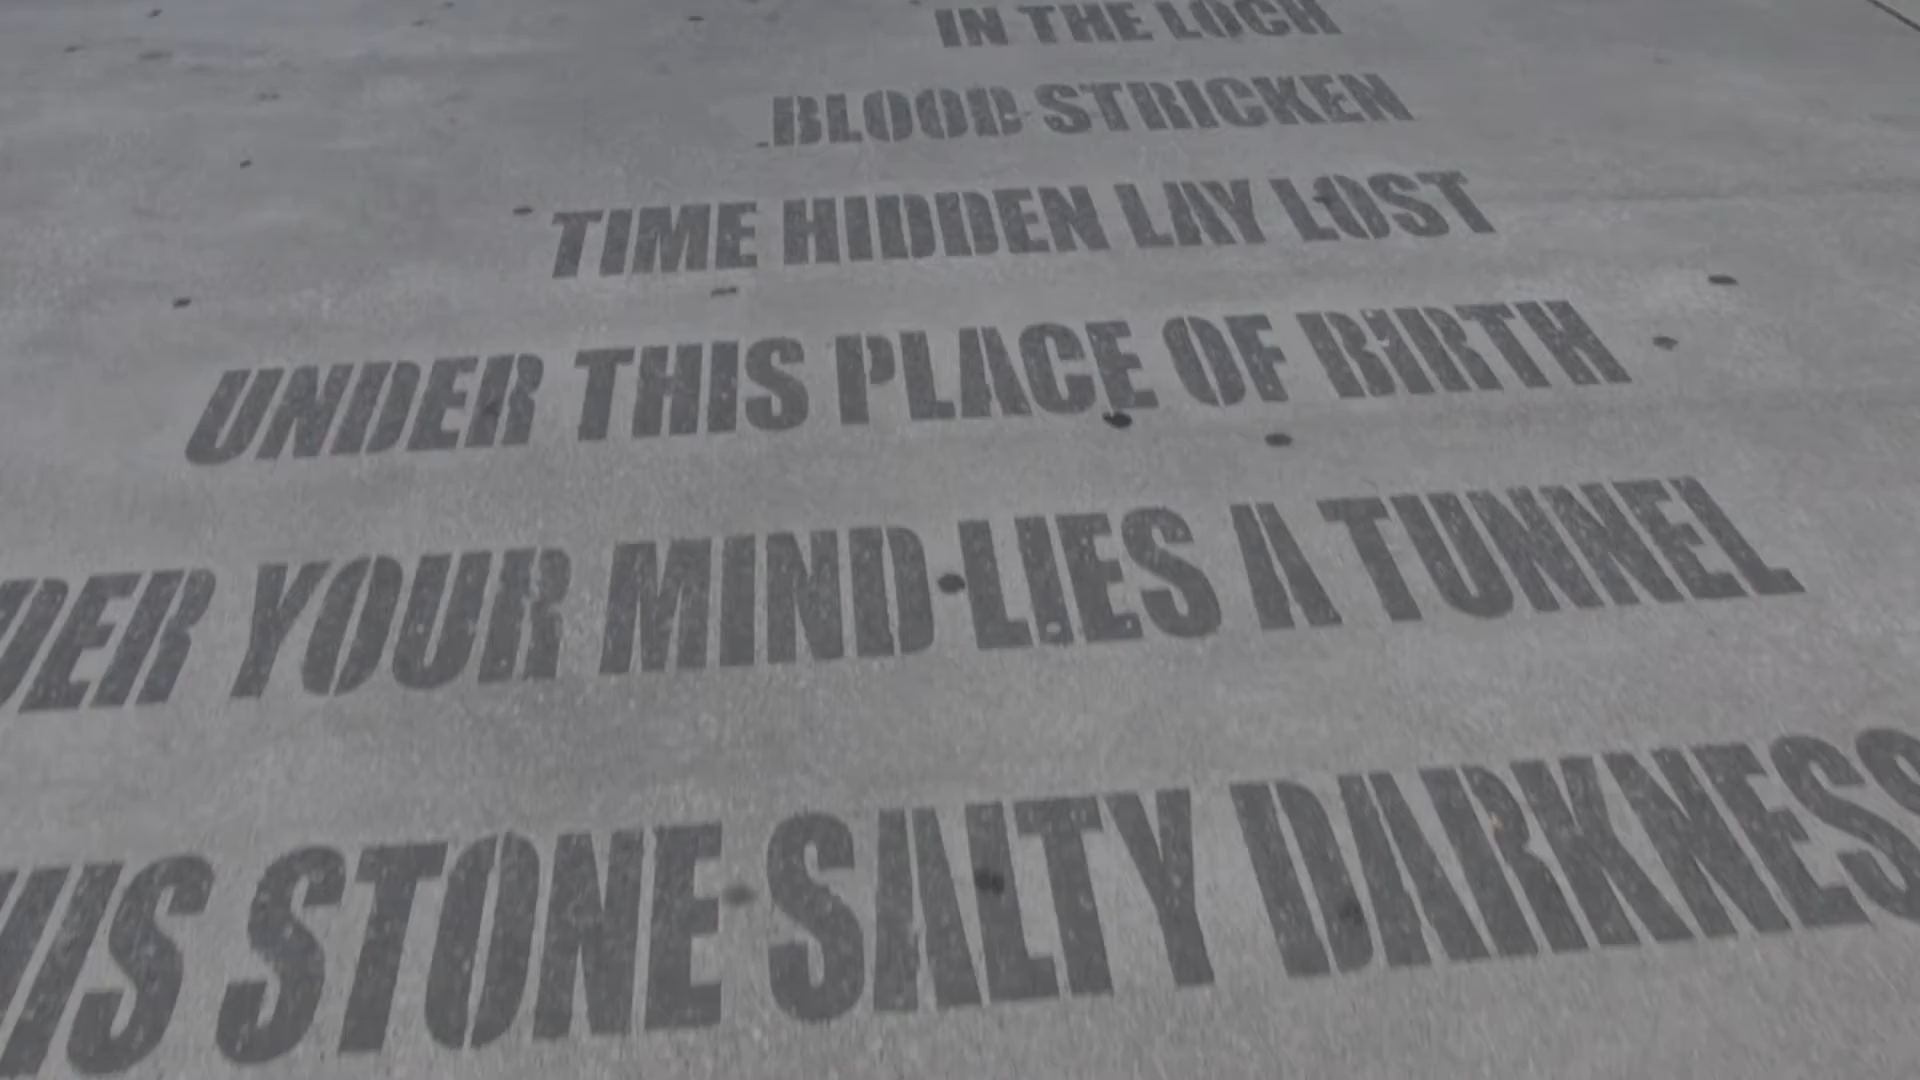 IN THE LOCH
BLOOD STRICKEN
TIME HIDDEN LAY LOST
UNDER THIS PLACE OF BIRTH
YOUR MIND LIES A TUNNEL
STONE SALTY DARKNESS